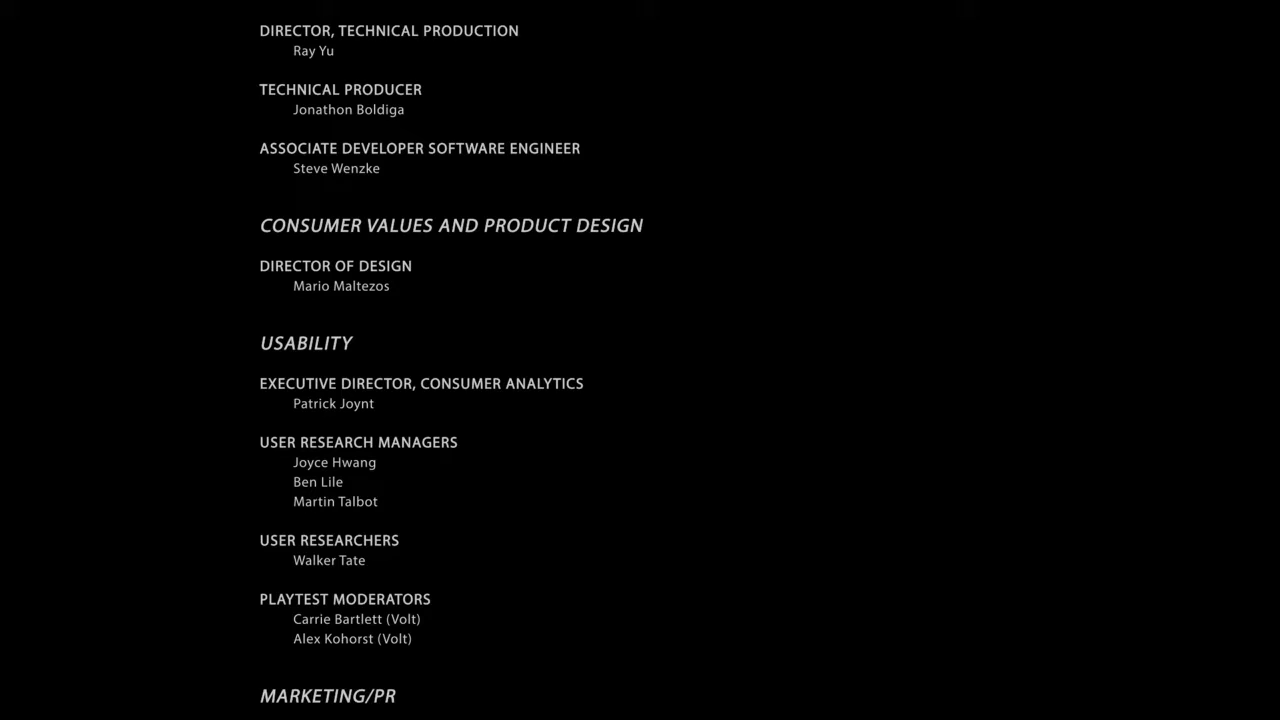 DIRECTOR, TECHNICAL PRODUCTION
Ray Yu
TECHNICAL PRODUCER
Jonathon Boldiga
ASSOCIATE DEVELOPER SOFTWARE ENGINEER
Steve Wenzke
CONSUMER VALUES AND PRODUCT DESIGN
DIRECTOR OF DESIGN
Mario Maltezos
USABILITY
EXECUTIVE DIRECTOR, CONSUMER ANALYTICS
Patrick Joynt
USER RESEARCH MANAGERS
Joyce Hwang
Ben Lile
Martin Talbot
USER RESEARCHERS
Walker Tate
PLAYTEST MODERATORS
Carrie Bartlett (Volt)
Alex Kohorst (Volt)
MARKETING/PR